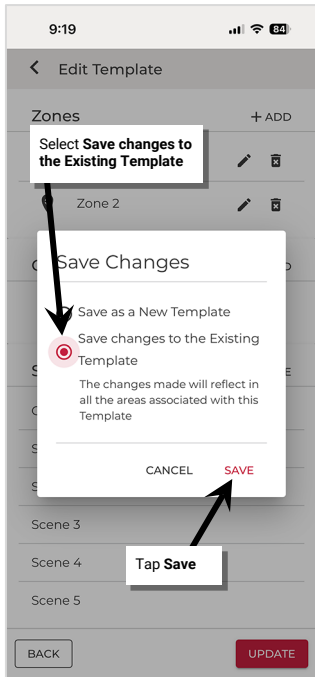 9:19
84
Edit Template
Zones
+ ADD
Select Save changes to
the Existing Template
Zone 2
Save Changes
Save as a New Template
Save changes to the Existing
Template
The changes made will reflect in
all the areas associated with this
Template
CANCEL SAVE
Scene 3
Tap Save
Scene 4
Scene 5
BACK
UPDATE